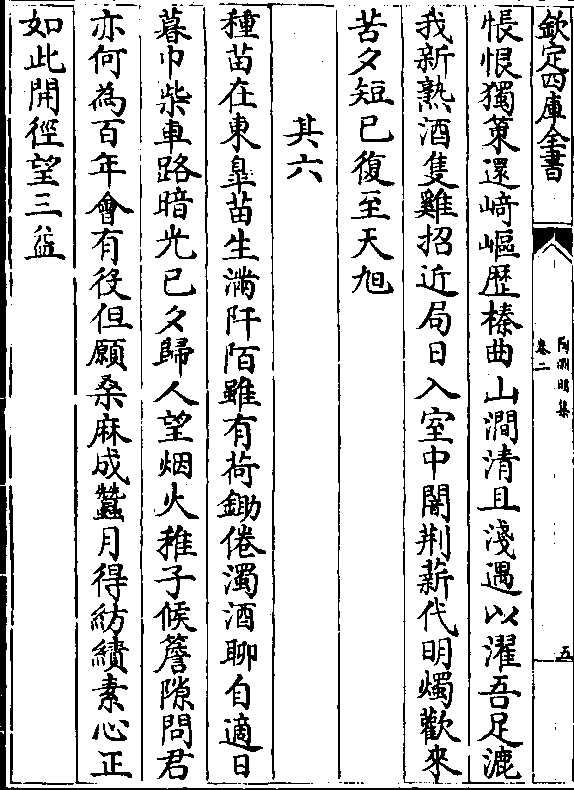 欽定四庫全書
陶淵明集
卷二
五
悵恨獨策還崎嶇歴榛曲山澗清且淺遇以濯吾足漉
我新熟酒隻雞招近局日入室中闇荆薪代明燭歡來
苦夕短已復至天旭
其六
種苗在東臯苗生滿阡陌雖有荷鋤倦濁酒聊自適日
暮巾柴車路暗光已夕歸人望烟火稚子候簷隙問君
亦何為百年會有役但願桑麻成蠶月得紡績素心正
如此開徑望三益